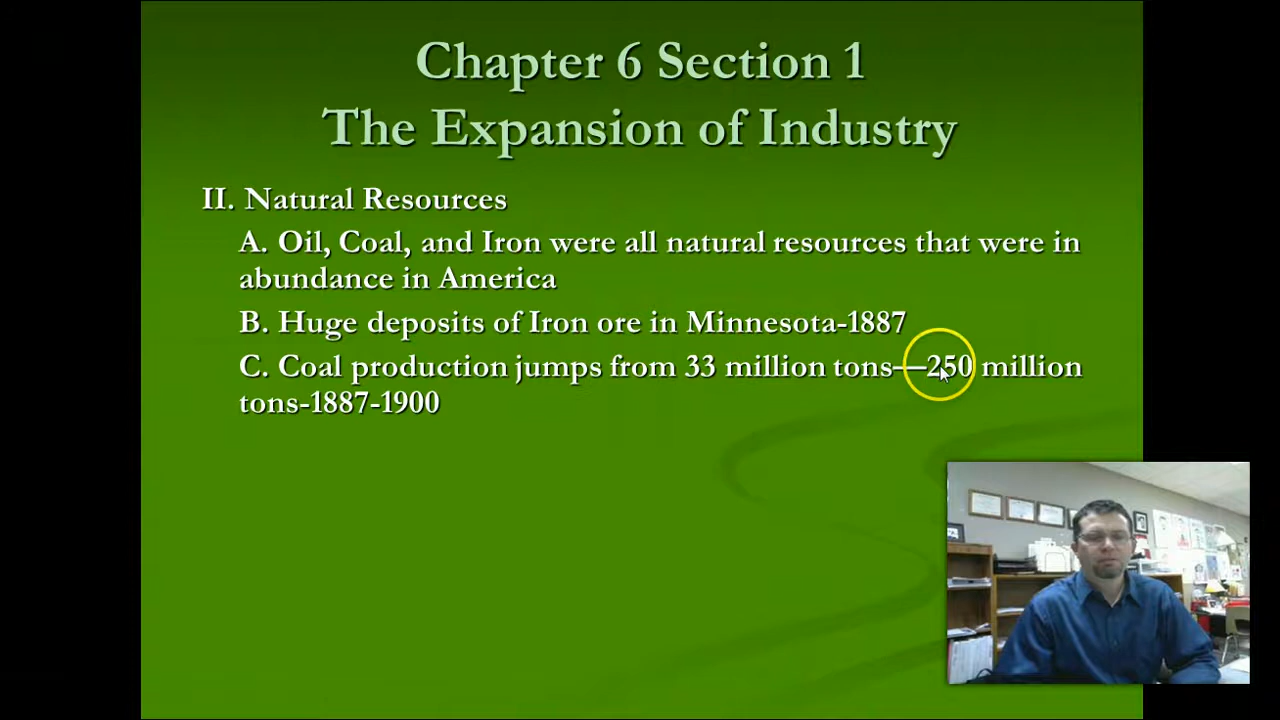 Chapter 6 Section 1
The Expansion of Industry
II. Natural Resources
A. Oil, Coal, and Iron were all natural resources that were in
abundance in America
B. Huge deposits of Iron ore in Minnesota-1887
C. Coal production jumps from 33 million tons—250 million
tons-1887-1900